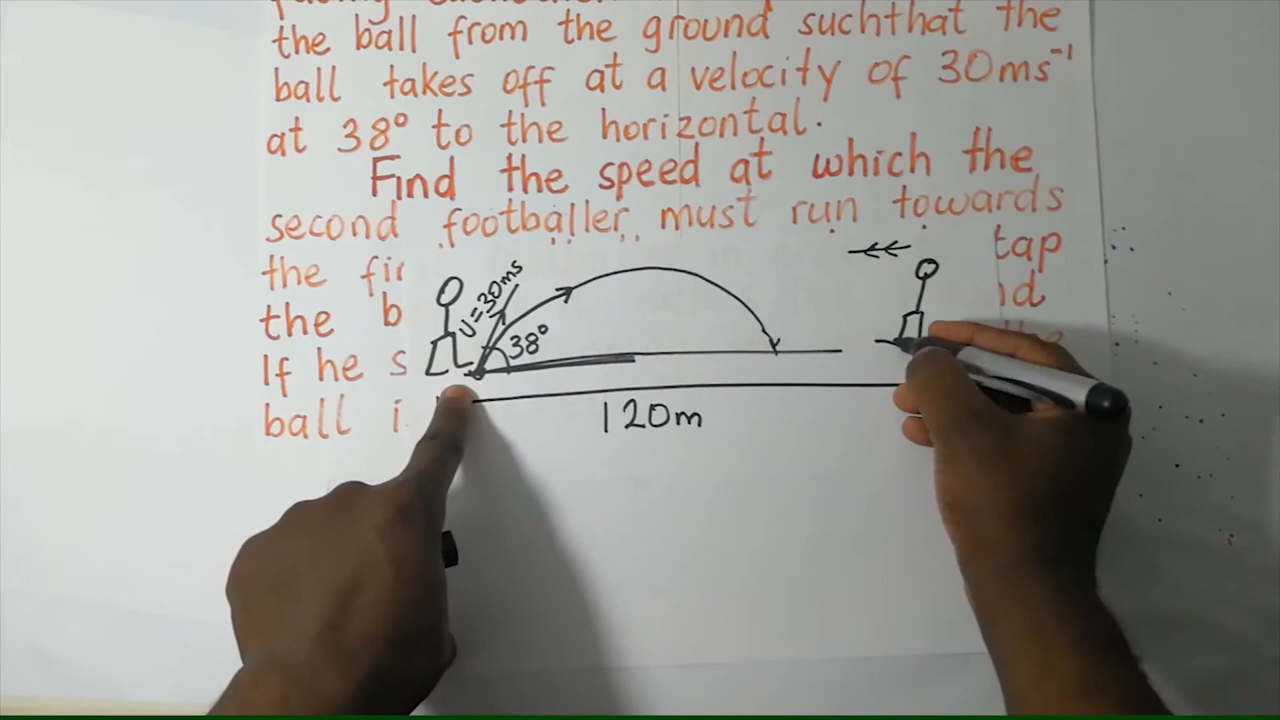 the ball from the ground suchthat the
ball takes off at a velocity of 30ms⁻¹
at 38° to the horizontal.
Find the speed at which the
second footballer must run towards
the fir tap
the b nd
If he s
ball i
U=30ms
38°
120m